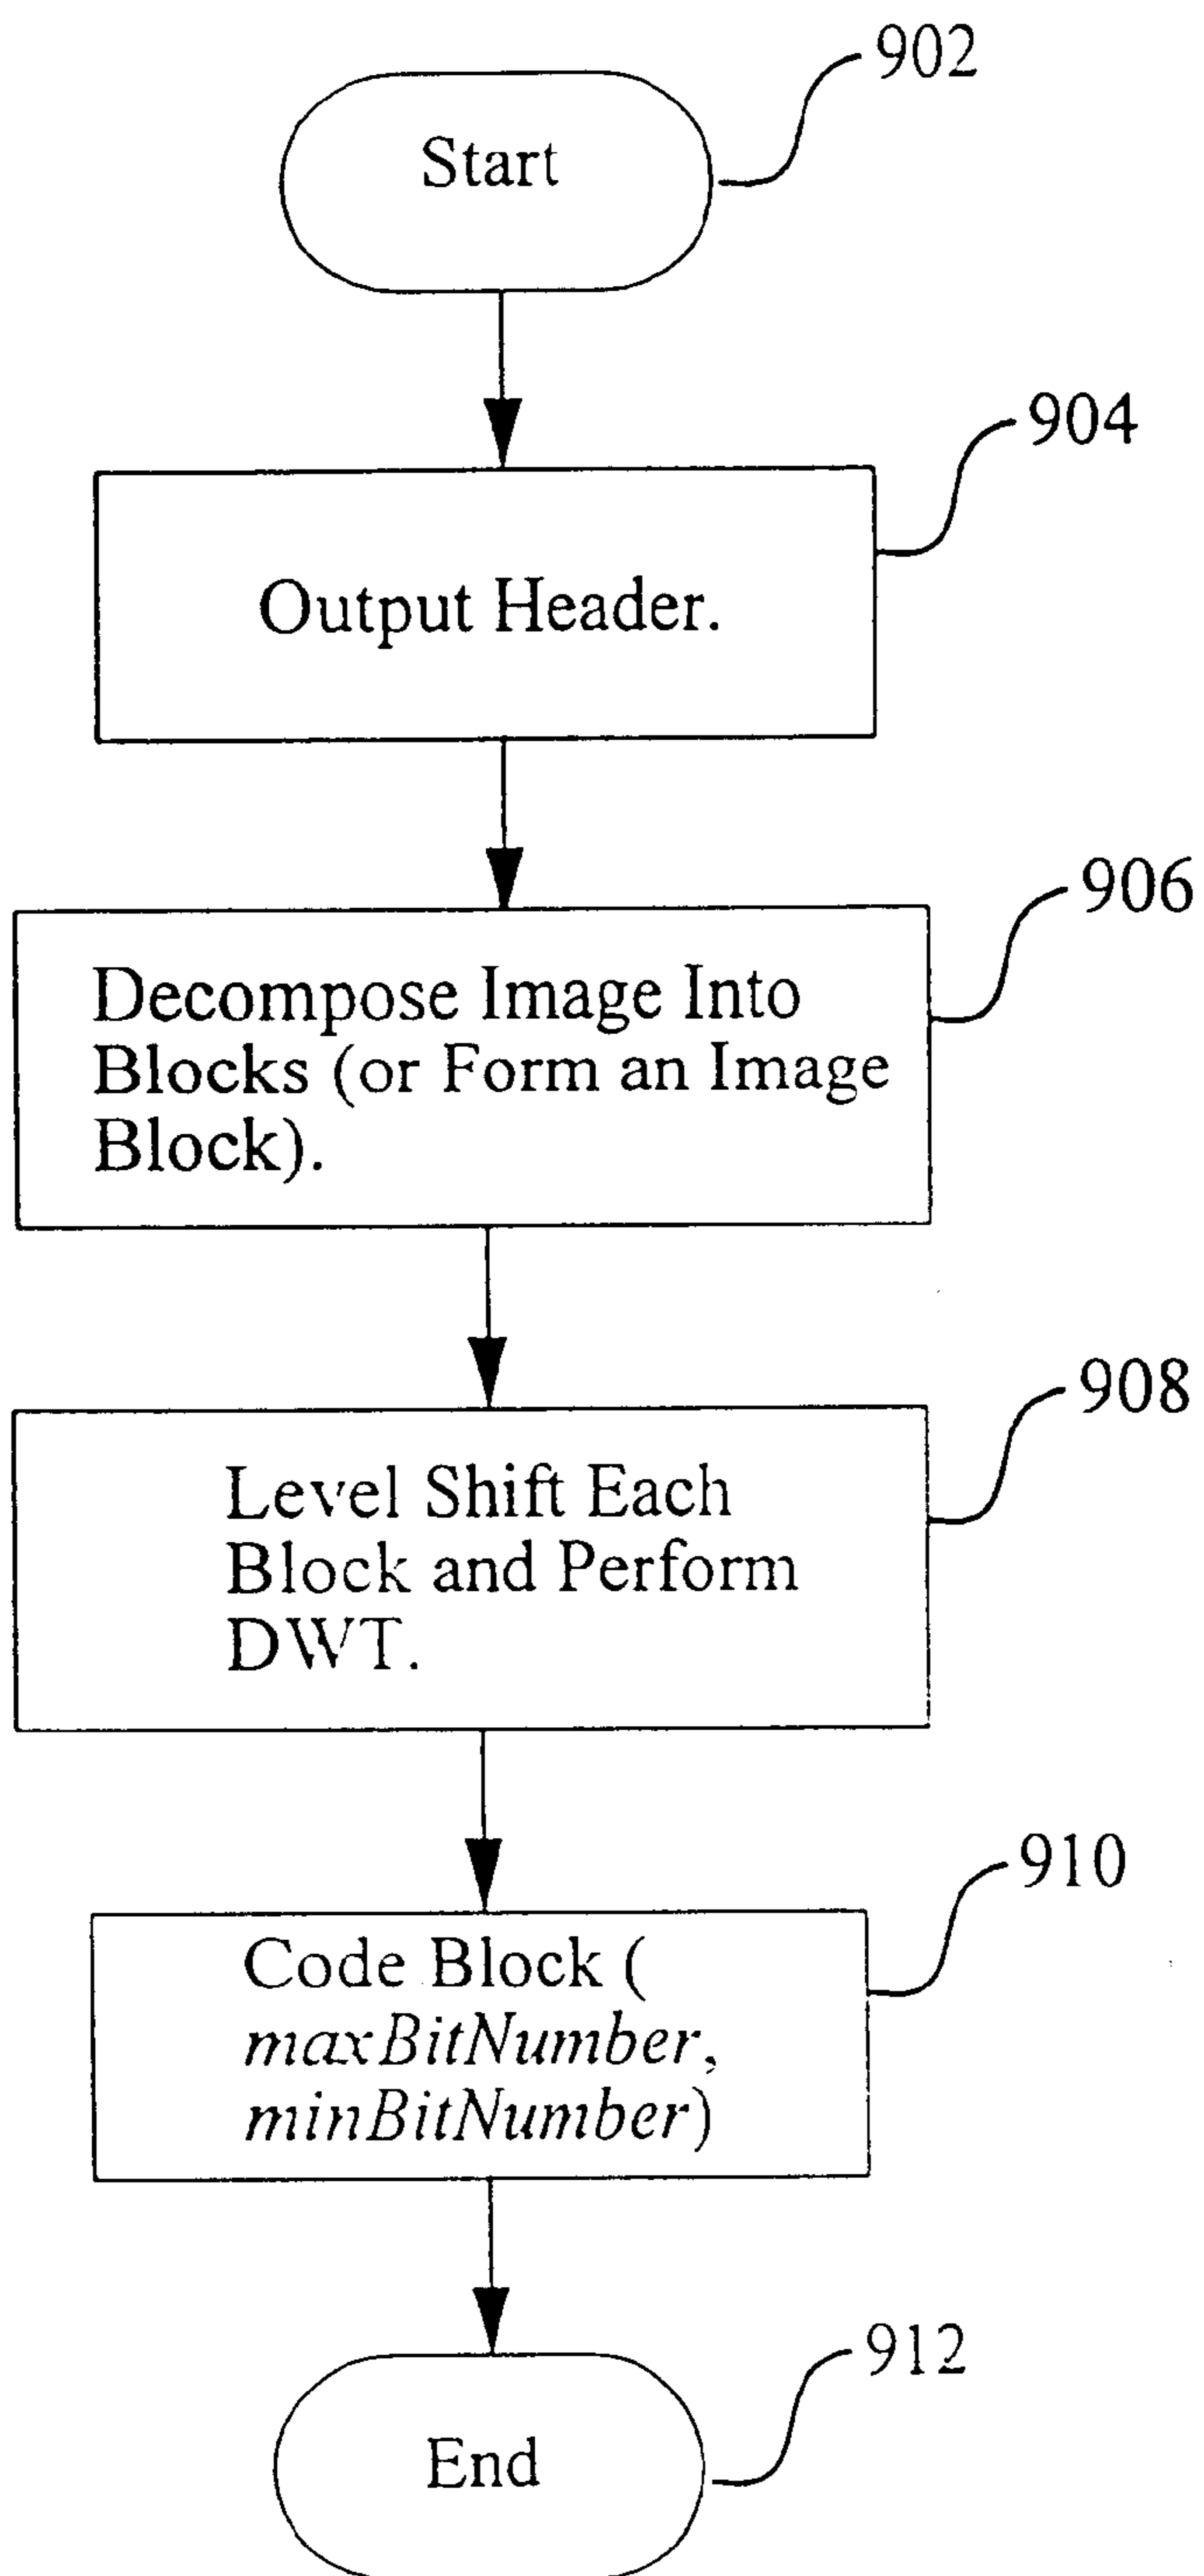 902
Start
904
Output Header.
906
Decompose Image Into
Blocks (or Form an Image
Block).
908
Level Shift Each
Block and Perform
DWT.
910
Code Block (
maxBitNumber,
minBitNumber)
912
End